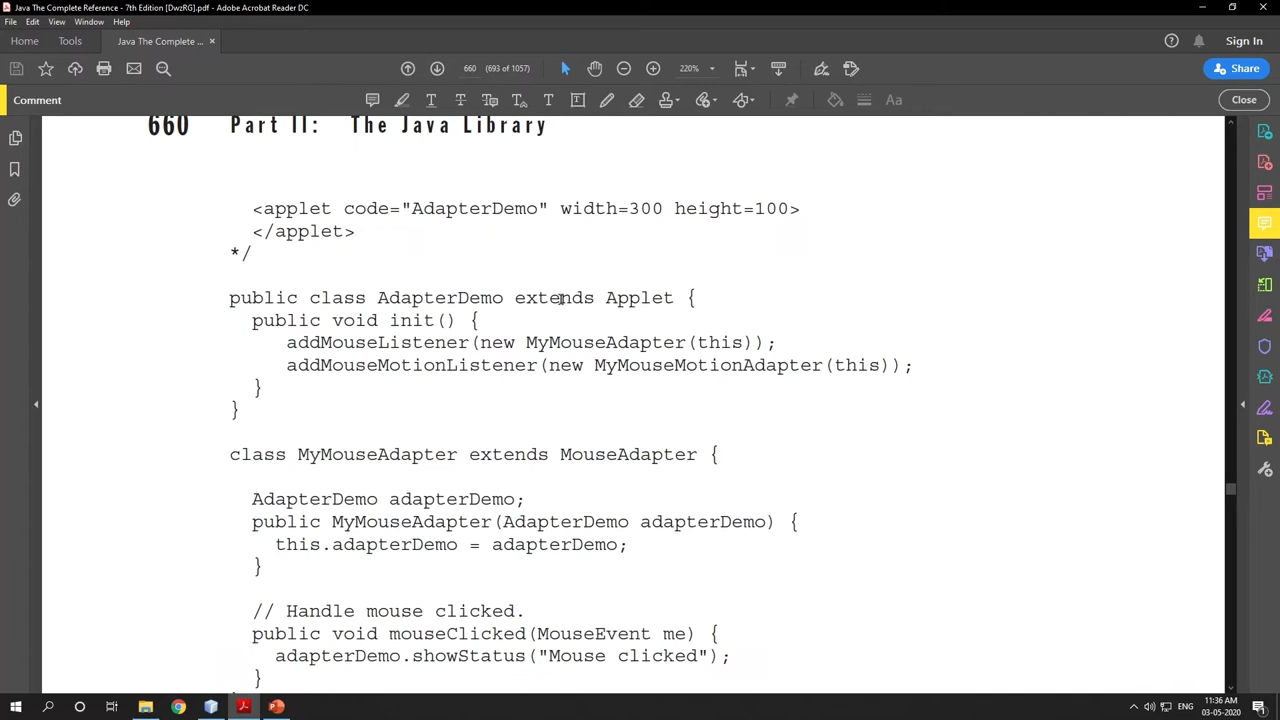 Java The Complete Reference - 7th Edition [DwzRG].pdf - Adobe Acrobat Reader DC
File Edit View Window Help
Home Tools Java The Complete ... × Sign In
660 (693 of 1057) 220% Share
Comment Aa Close
660 Part II: The Java Library
<applet code="AdapterDemo" width=300 height=100>
</applet>
*/
public class AdapterDemo extends Applet {
public void init() {
addMouseListener(new MyMouseAdapter(this));
addMouseMotionListener(new MyMouseMotionAdapter(this));
}
}
class MyMouseAdapter extends MouseAdapter {
AdapterDemo adapterDemo;
public MyMouseAdapter(AdapterDemo adapterDemo) {
this.adapterDemo = adapterDemo;
}
// Handle mouse clicked.
public void mouseClicked(MouseEvent me) {
adapterDemo.showStatus("Mouse clicked");
}
ENG 11:36 AM
03-05-2020